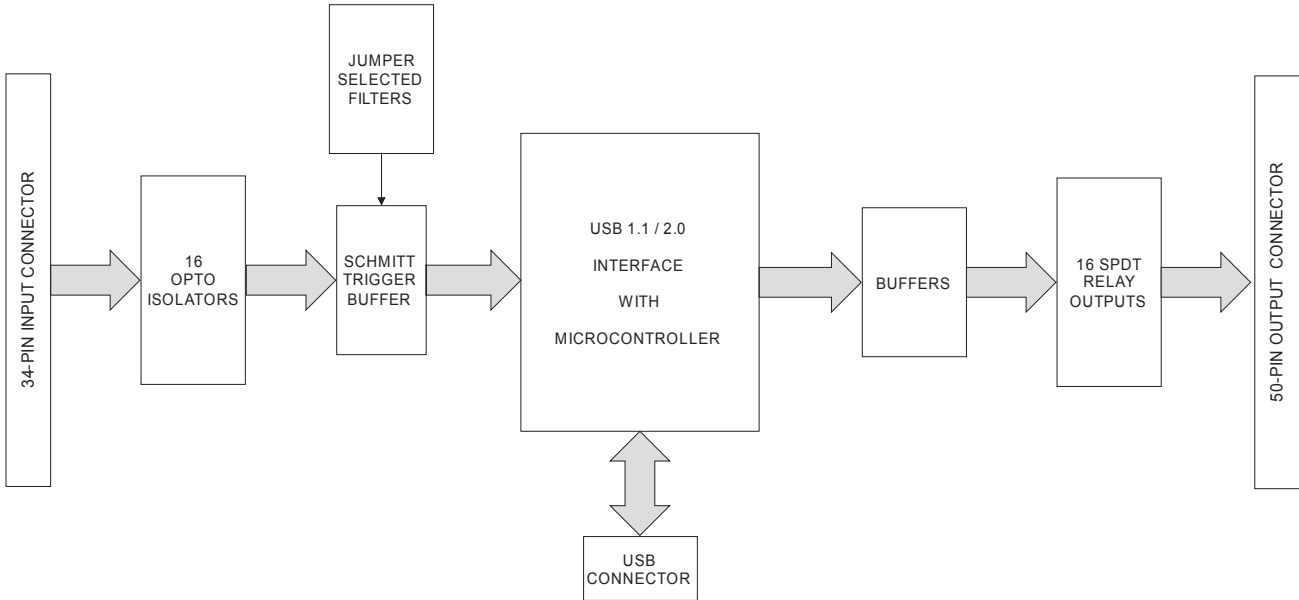 34-PIN INPUT CONNECTOR
16
OPTO
ISOLATORS
JUMPER
SELECTED
FILTERS
SCHMITT
TRIGGER
BUFFER
USB 1.1 / 2.0
INTERFACE
WITH
MICROCONTROLLER
USB
CONNECTOR
BUFFERS
16 SPDT
RELAY
OUTPUTS
50-PIN OUTPUT CONNECTOR